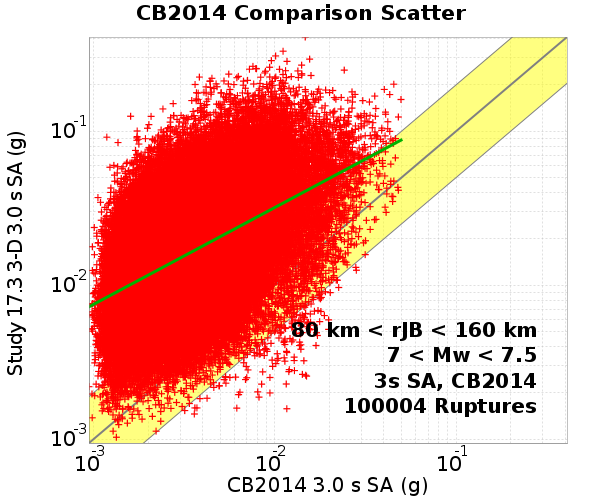 CB2014 Comparison Scatter
Study 17.3 3-D 3.0 s SA (g)
10^-1
10^-2
10^-3
80 km < rJB < 160 km
7 < Mw < 7.5
3s SA, CB2014
100004 Ruptures
10^-3 10^-2 10^-1
CB2014 3.0 s SA (g)